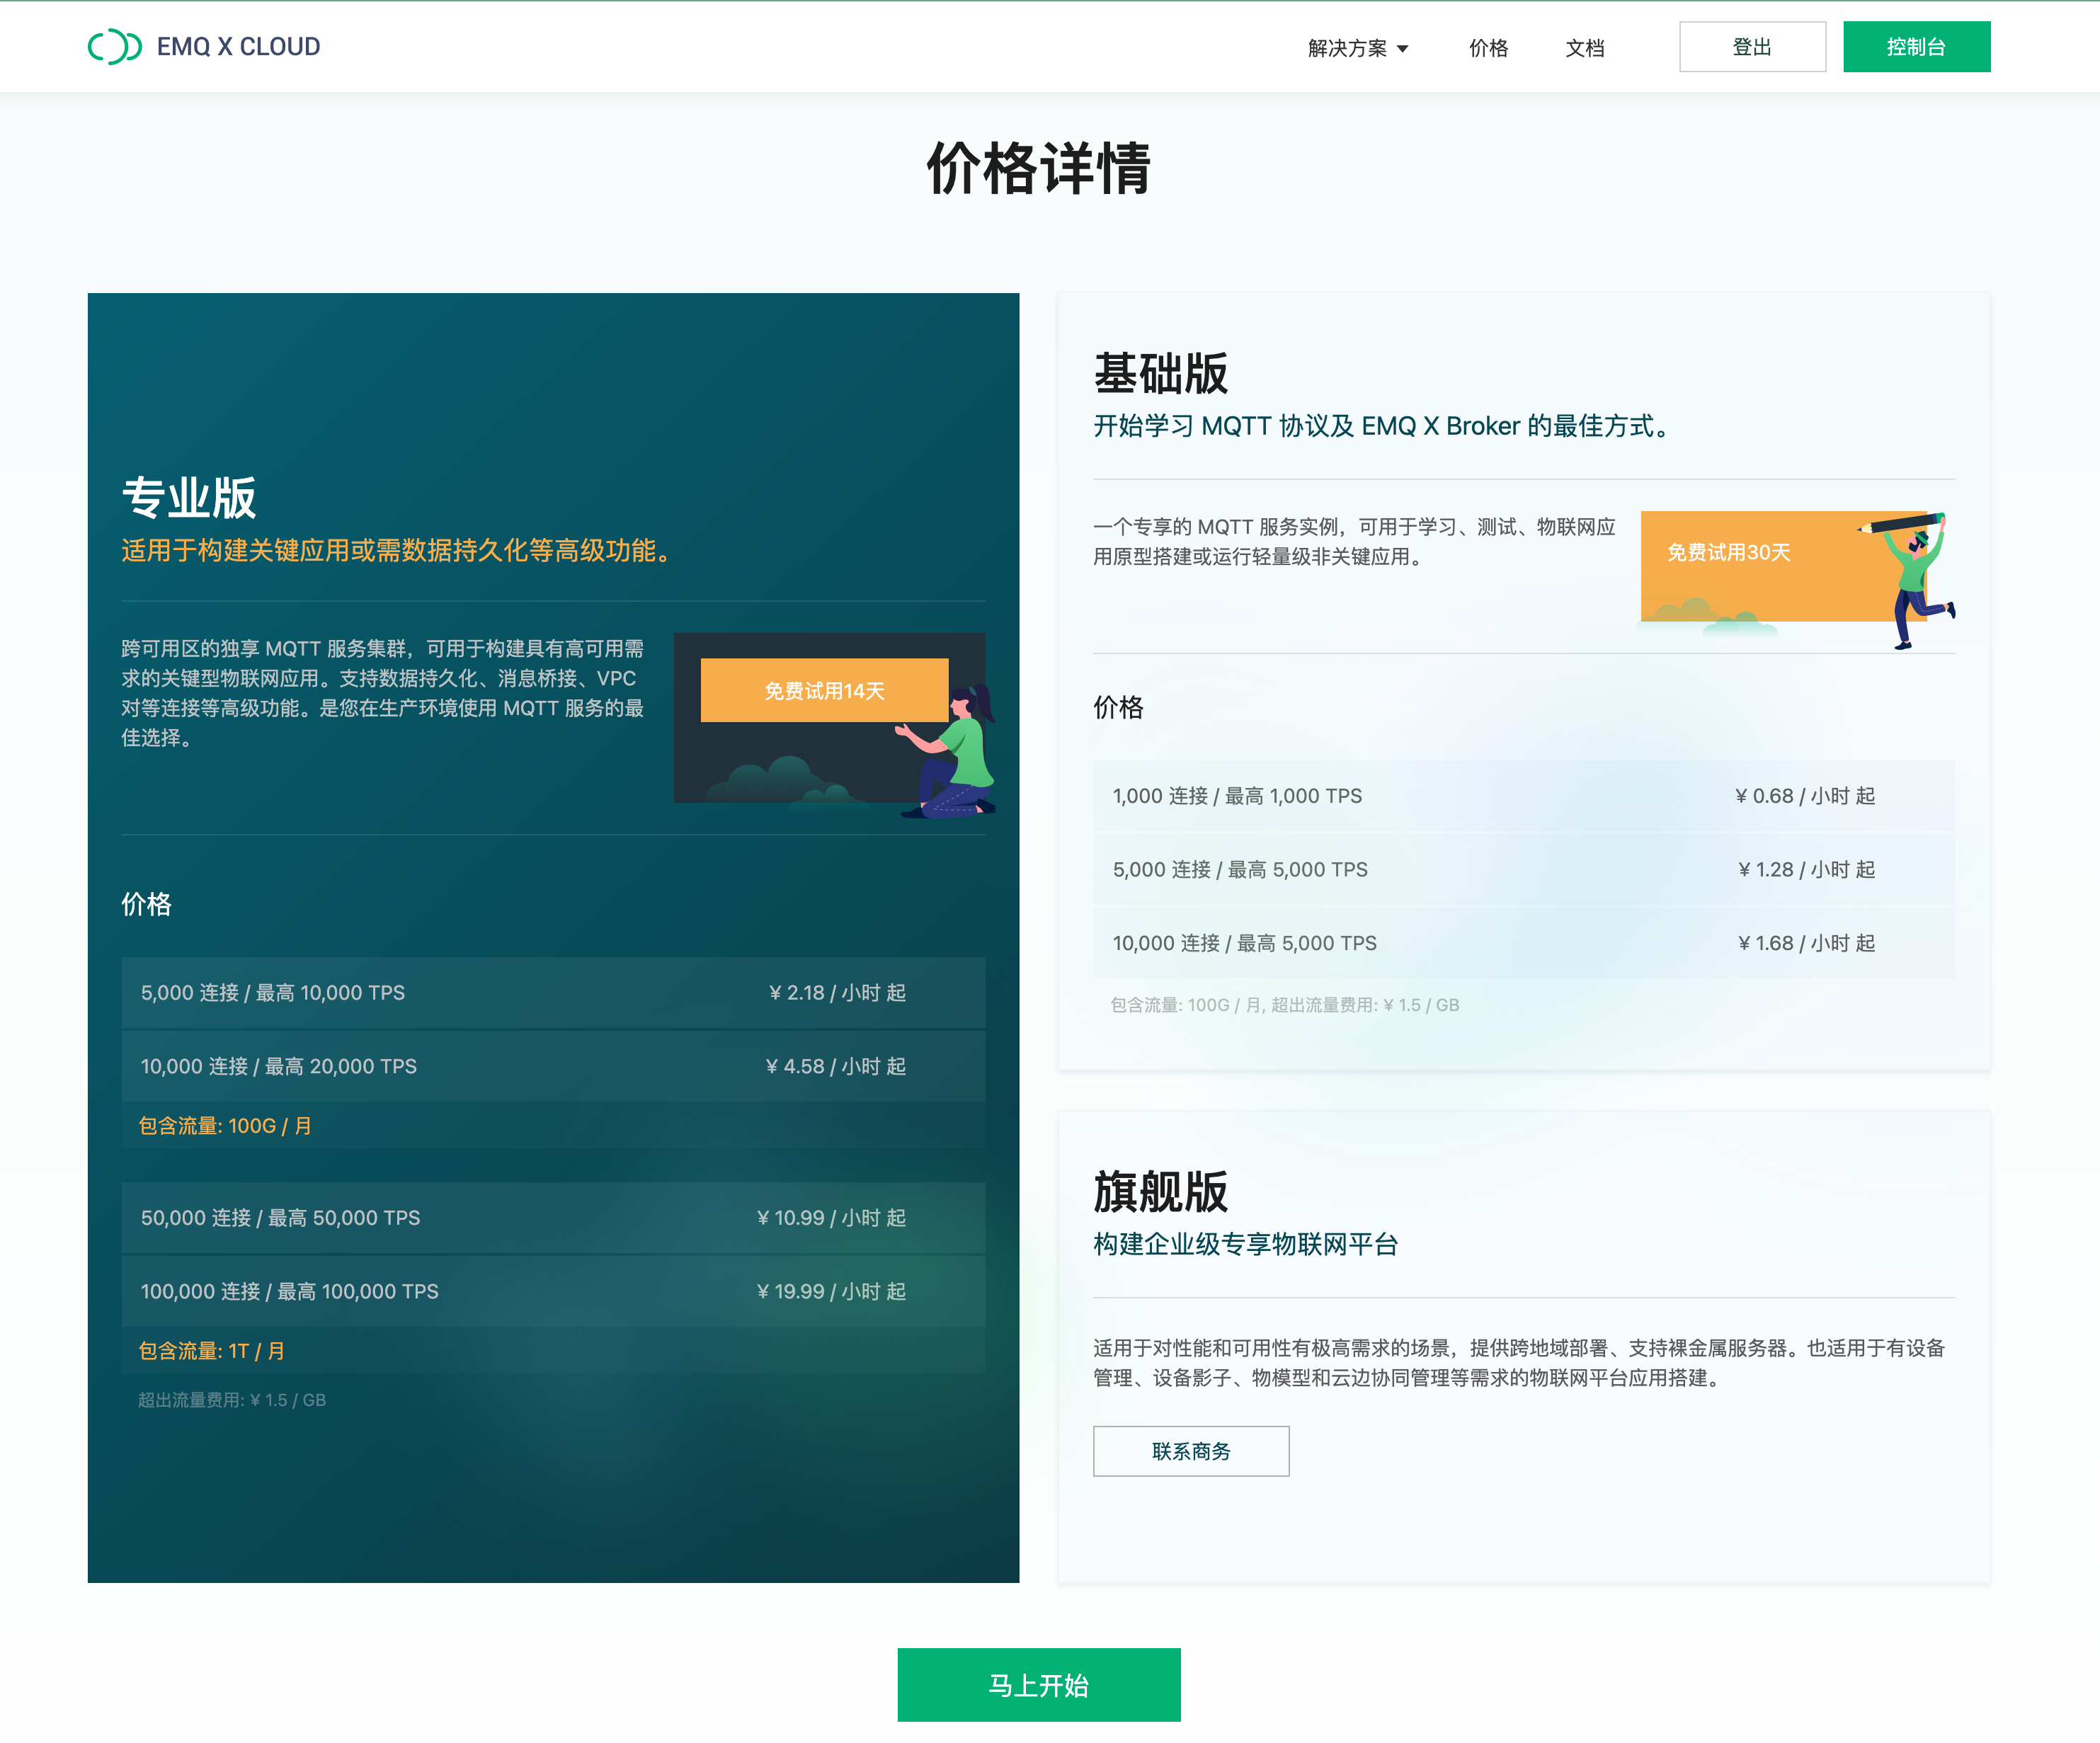 EMQ X CLOUD
解决方案
价格
文档
登出
控制台
价格详情
专业版
适用于构建关键应用或需数据持久化等高级功能。
跨可用区的独享 MQTT 服务集群，可用于构建具有高可用需
求的关键型物联网应用。支持数据持久化、消息桥接、VPC
对等连接等高级功能。是您在生产环境使用 MQTT 服务的最
佳选择。
免费试用14天
价格
5,000 连接 / 最高 10,000 TPS ¥ 2.18 / 小时 起
10,000 连接 / 最高 20,000 TPS ¥ 4.58 / 小时 起
包含流量: 100G / 月
50,000 连接 / 最高 50,000 TPS ¥ 10.99 / 小时 起
100,000 连接 / 最高 100,000 TPS ¥ 19.99 / 小时 起
包含流量: 1T / 月
超出流量费用: ¥ 1.5 / GB
基础版
开始学习 MQTT 协议及 EMQ X Broker 的最佳方式。
一个专享的 MQTT 服务实例，可用于学习、测试、物联网应
用原型搭建或运行轻量级非关键应用。
免费试用30天
价格
1,000 连接 / 最高 1,000 TPS ¥ 0.68 / 小时 起
5,000 连接 / 最高 5,000 TPS ¥ 1.28 / 小时 起
10,000 连接 / 最高 5,000 TPS ¥ 1.68 / 小时 起
包含流量: 100G / 月, 超出流量费用: ¥ 1.5 / GB
旗舰版
构建企业级专享物联网平台
适用于对性能和可用性有极高需求的场景，提供跨地域部署、支持裸金属服务器。也适用于有设备
管理、设备影子、物模型和云边协同管理等需求的物联网平台应用搭建。
联系商务
马上开始